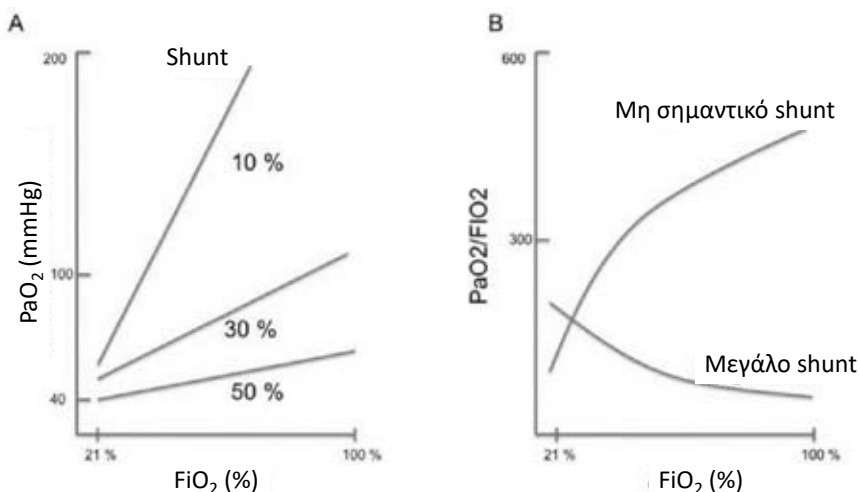 A
200
Shunt
10 %
PaO₂ (mmHg)
100
30 %
50 %
40
21 %
100 %
FiO₂ (%)
B
600
Μη σημαντικό shunt
PaO2/FIO2
300
Μεγάλο shunt
21 %
100 %
FiO₂ (%)